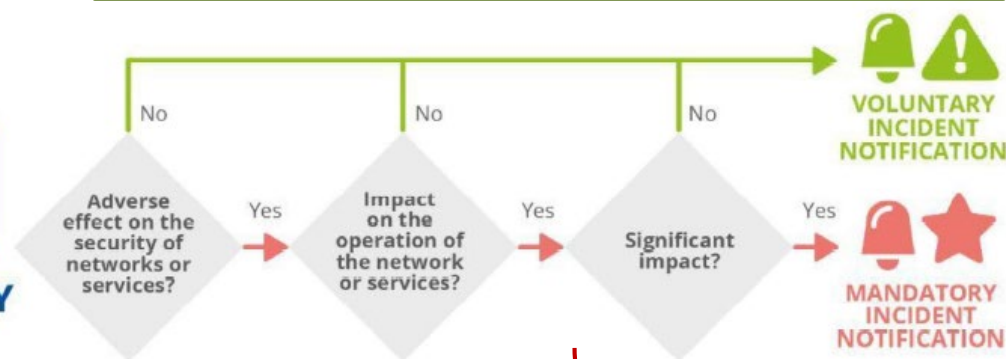 No
No
No
VOLUNTARY
INCIDENT
NOTIFICATION
Adverse
effect on the
security of
networks or
services?
Yes
Impact
on the
operation of
the network
or services?
Yes
Significant
impact?
Yes
MANDATORY
INCIDENT
NOTIFICATION
Y